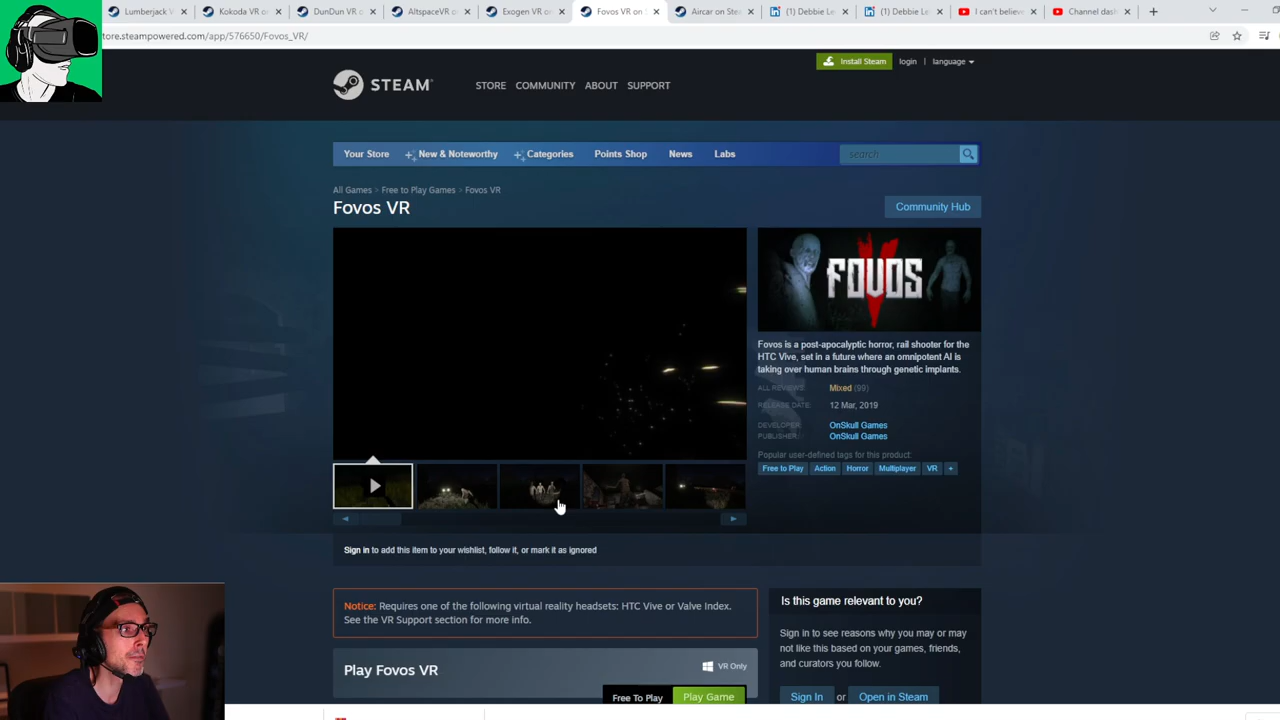 Lumberjack V
Kokoda VR on
DunDun VR on
AltspaceVR on
Exogen VR on
Fovos VR on
Aircar on Ste
(1) Debbie Le
(1) Debbie Le
I can't believe
Channel dash
store.steampowered.com/app/576650/Fovos_VR/
Install Steam login | language
STEAM STORE COMMUNITY ABOUT SUPPORT
Your Store New & Noteworthy Categories Points Shop News Labs search
All Games > Free to Play Games > Fovos VR
Fovos VR
Community Hub
FOVOS
V
Fovos is a post-apocalyptic horror, rail shooter for the
HTC Vive, set in a future where an omnipotent AI is
taking over human brains through genetic implants.
ALL REVIEWS: Mixed (99)
RELEASE DATE: 12 Mar, 2019
DEVELOPER: OnSkull Games
PUBLISHER: OnSkull Games
Popular user-defined tags for this product:
Free to Play Action Horror Multiplayer VR +
Sign in to add this item to your wishlist, follow it, or mark it as ignored
Notice: Requires one of the following virtual reality headsets: HTC Vive or Valve Index.
See the VR Support section for more info.
Play Fovos VR
VR Only
Free To Play Play Game
Is this game relevant to you?
Sign in to see reasons why you may or may
not like this based on your games, friends,
and curators you follow.
Sign In or Open in Steam